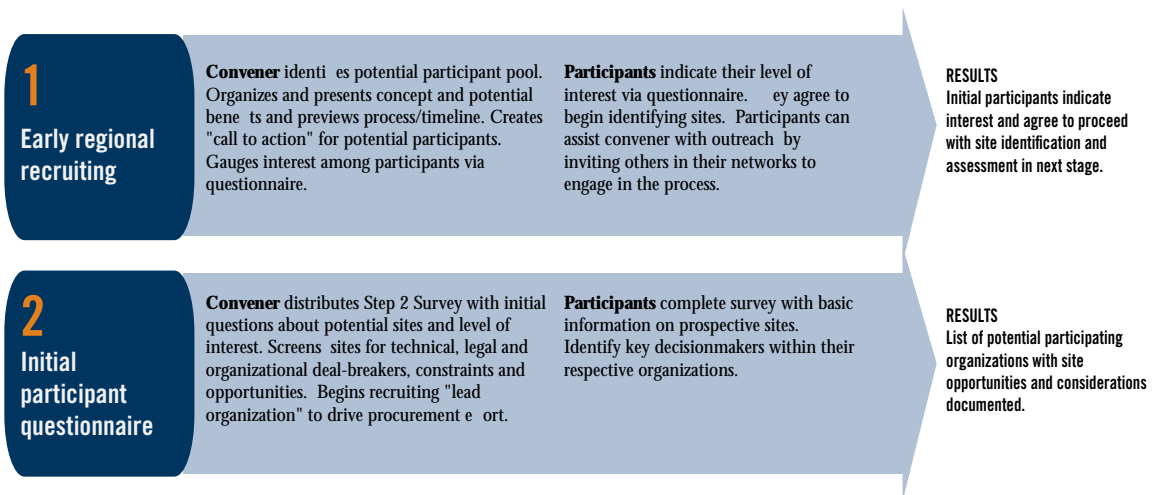 1
Early regional
recruiting
Convener identi es potential participant pool.
Organizes and presents concept and potential
bene ts and previews process/timeline. Creates
"call to action" for potential participants.
Gauges interest among participants via
questionnaire.
Participants indicate their level of
interest via questionnaire. ey agree to
begin identifying sites. Participants can
assist convener with outreach by
inviting others in their networks to
engage in the process.
RESULTS
Initial participants indicate
interest and agree to proceed
with site identification and
assessment in next stage.
2
Initial
participant
questionnaire
Convener distributes Step 2 Survey with initial
questions about potential sites and level of
interest. Screens sites for technical, legal and
organizational deal-breakers, constraints and
opportunities. Begins recruiting "lead
organization" to drive procurement e ort.
Participants complete survey with basic
information on prospective sites.
Identify key decisionmakers within their
respective organizations.
RESULTS
List of potential participating
organizations with site
opportunities and considerations
documented.